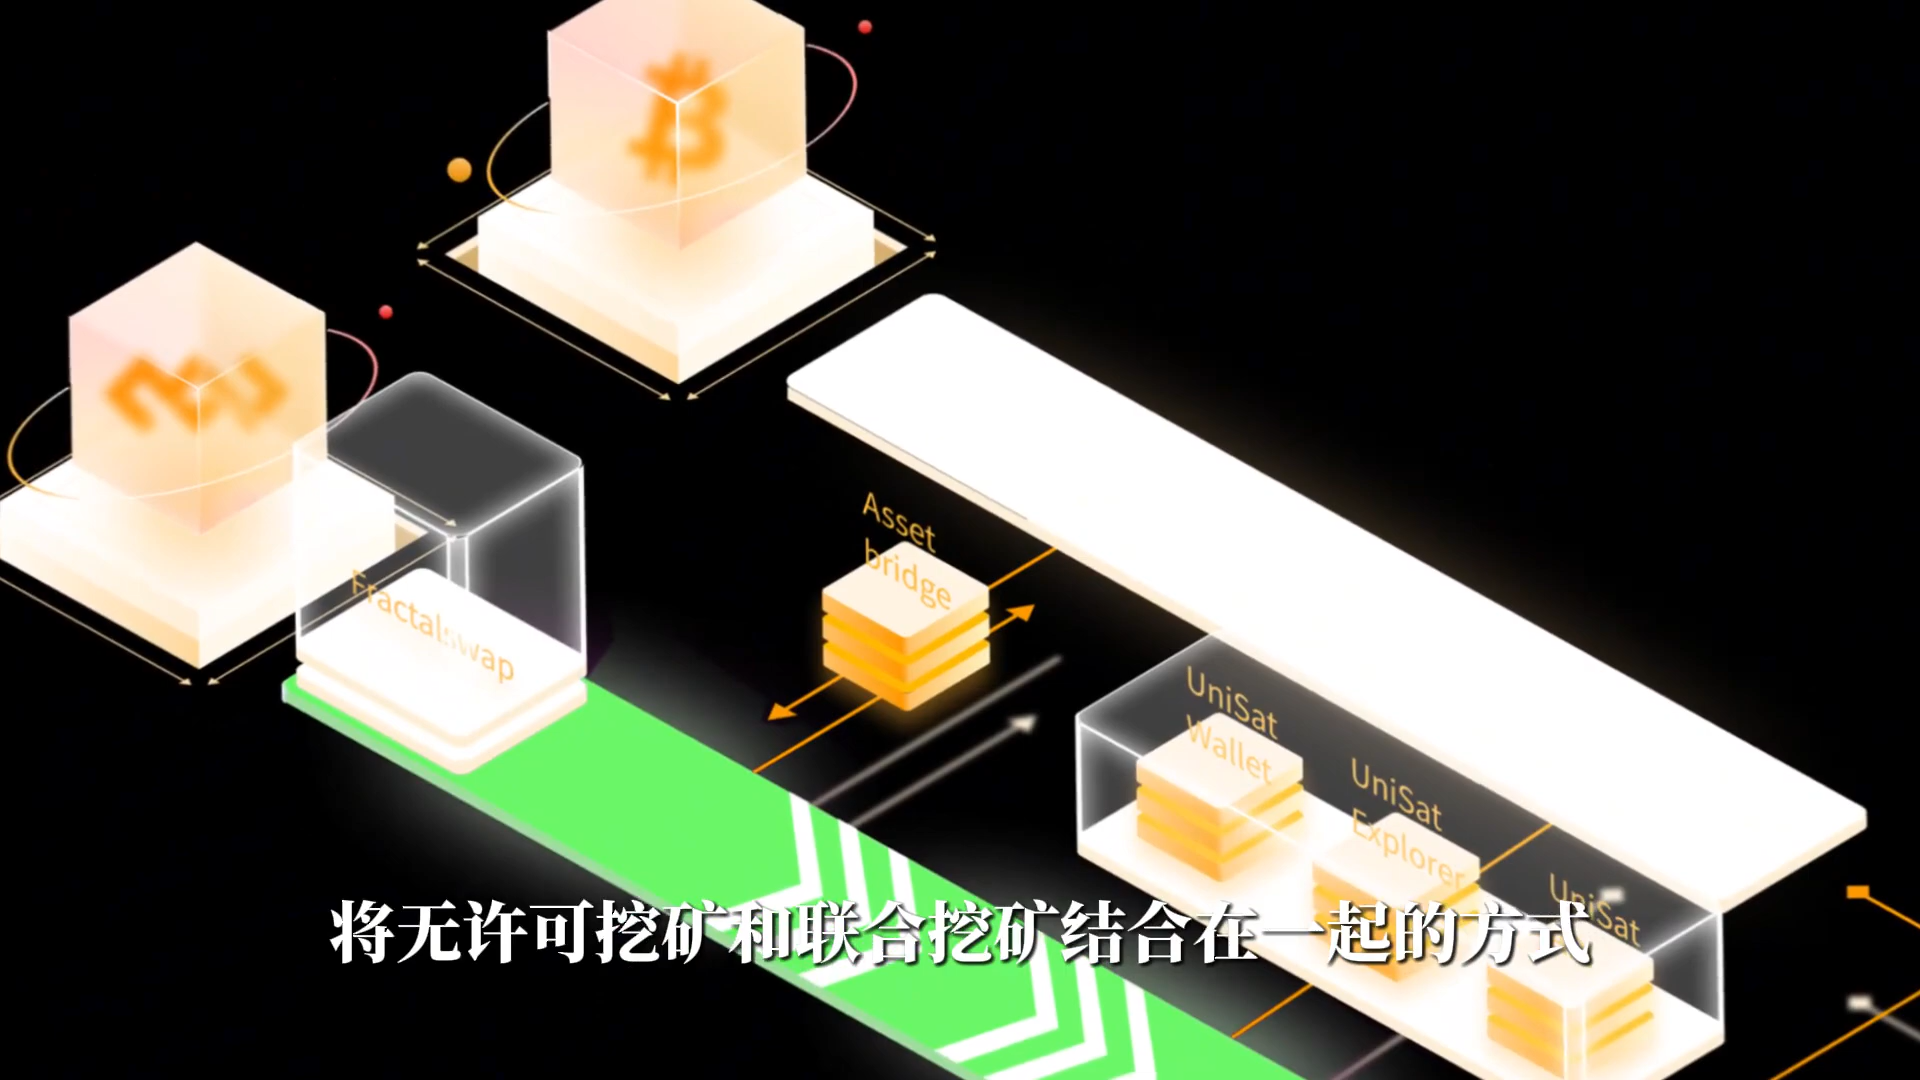 Asset
bridge
Fractalswap
UniSat
Wallet
UniSat
Explorer
UniSat
将无许可挖矿和联合挖矿结合在一起的方式